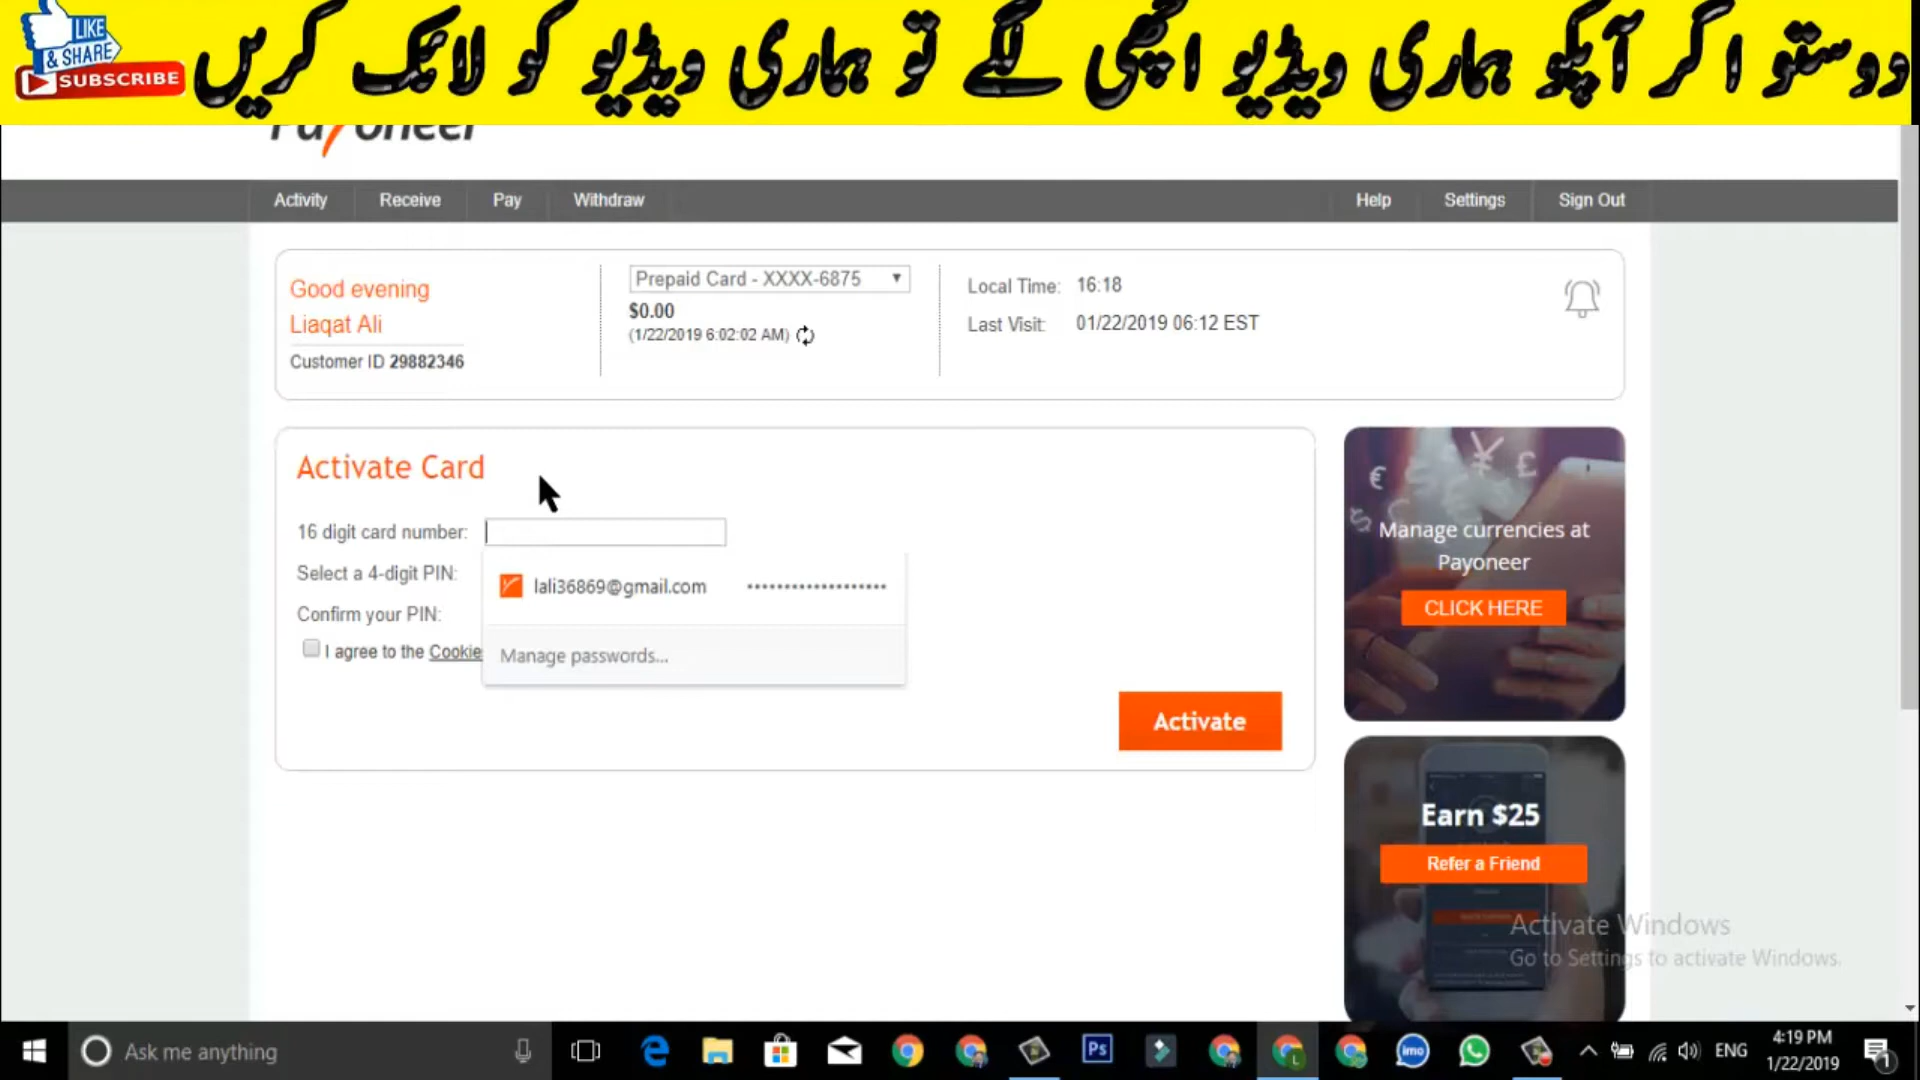 LIKE
& SHARE
SUBSCRIBE
دوستو اگر آپکو ہماری ویڈیو اچھی لگے تو ہماری ویڈیو کو لائیک کریں
Payoneer
Activity Receive Pay Withdraw Help Settings Sign Out
Good evening
Liaqat Ali
Customer ID 29882346
Prepaid Card - XXXX-6875
$0.00
(1/22/2019 6:02:02 AM)
Local Time: 16:18
Last Visit: 01/22/2019 06:12 EST
Activate Card
16 digit card number:
Select a 4-digit PIN:
Confirm your PIN:
I agree to the Cookie
lali36869@gmail.com ···················
Manage passwords...
Activate
Manage currencies at
Payoneer
CLICK HERE
Earn $25
Refer a Friend
Activate Windows
Go to Settings to activate Windows.
Ask me anything
Ps
L
imo
ENG
4:19 PM
1/22/2019
1